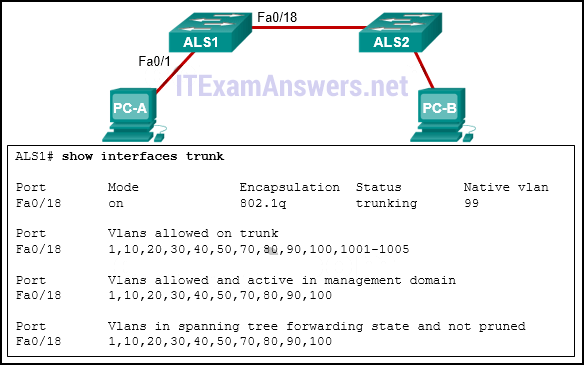 Fa0/18
ALS1
ALS2
Fa0/1
ITExamAnswers.net
PC-A
PC-B
ALS1# show interfaces trunk
Port Mode Encapsulation Status Native vlan
Fa0/18 on 802.1q trunking 99
Port Vlans allowed on trunk
Fa0/18 1,10,20,30,40,50,70,80,90,100,1001-1005
Port Vlans allowed and active in management domain
Fa0/18 1,10,20,30,40,50,70,80,90,100
Port Vlans in spanning tree forwarding state and not pruned
Fa0/18 1,10,20,30,40,50,70,80,90,100